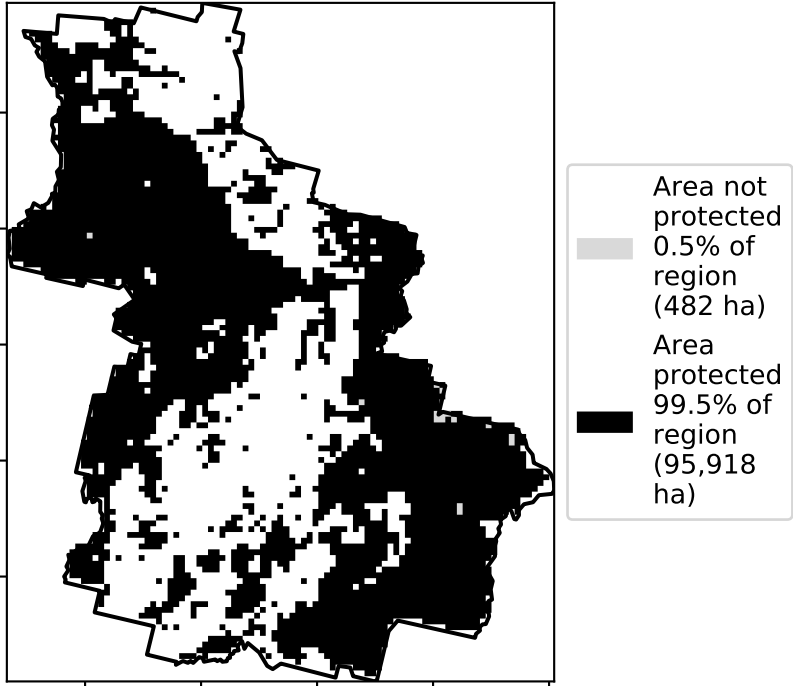 Area not
protected
0.5% of
region
(482 ha)
Area
protected
99.5% of
region
(95,918
ha)